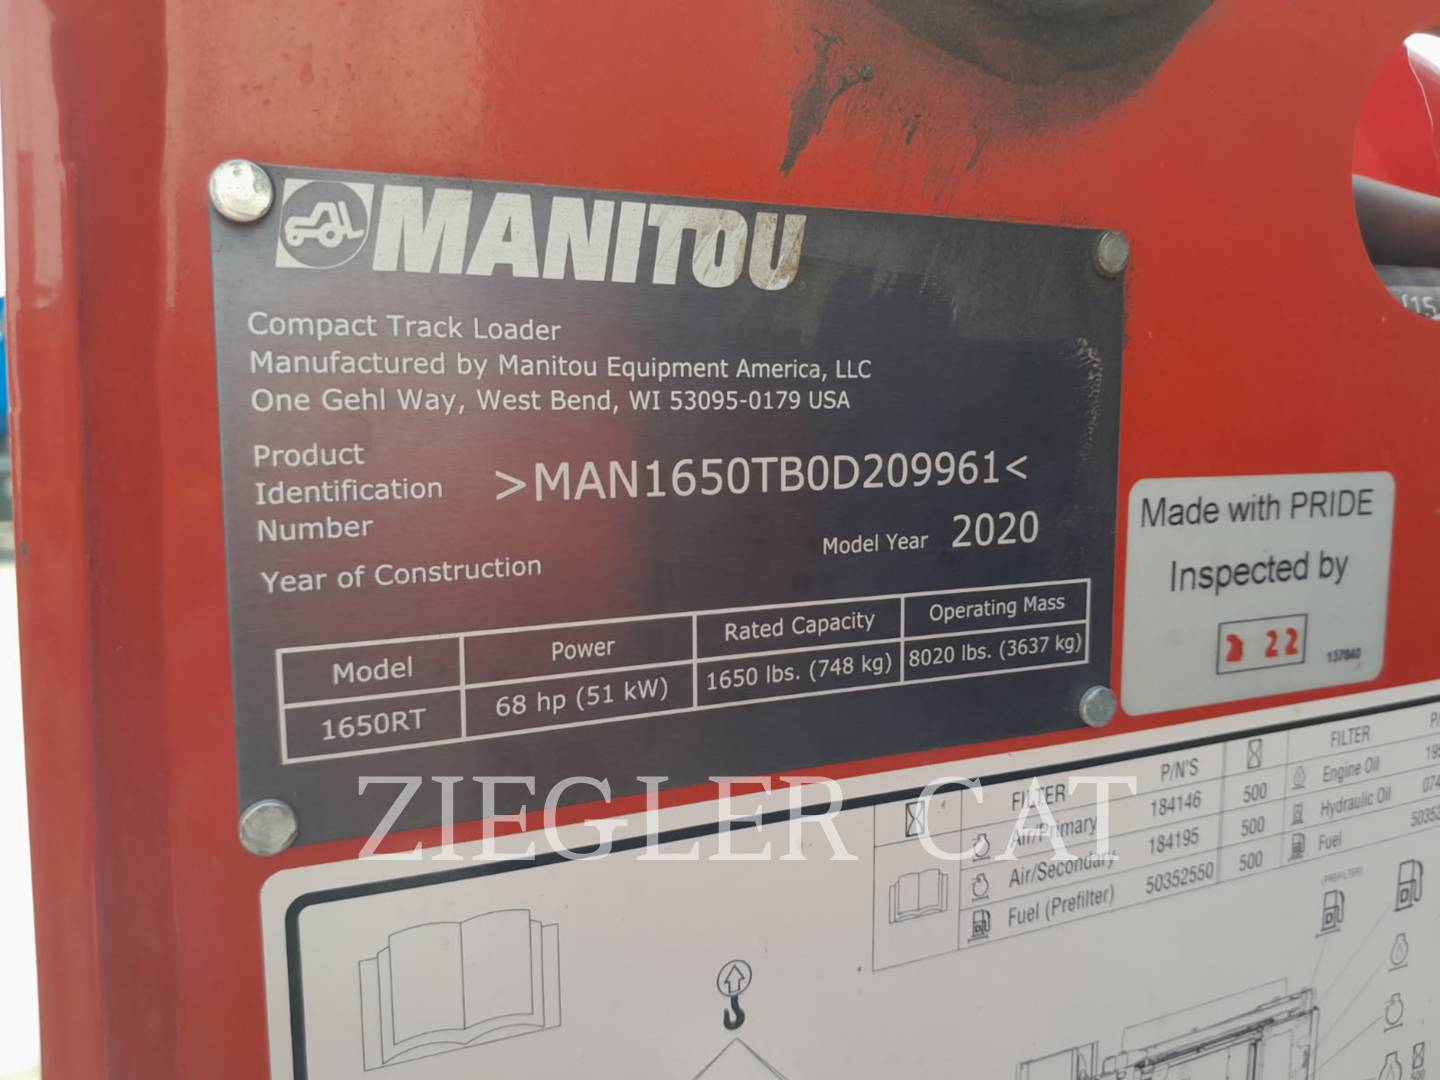 MANITOU
Compact Track Loader
Manufactured by Manitou Equipment America, LLC
One Gehl Way, West Bend, WI 53095-0179 USA
Product
Identification
Number
>MAN1650TB0D209961<
Model Year 2020
Year of Construction
Model Power Rated Capacity Operating Mass
1650RT 68 hp (51 kW) 1650 lbs. (748 kg) 8020 lbs. (3637 kg)
Made with PRIDE
Inspected by
22
137840
ZIEGLER CAT
FILTER P/N'S FILTER
Air/Primary 184146 500 Engine Oil
Air/Secondary 184195 500 Hydraulic Oil
Fuel (Prefilter) 50352550 500 Fuel
(PREFILTER)
500